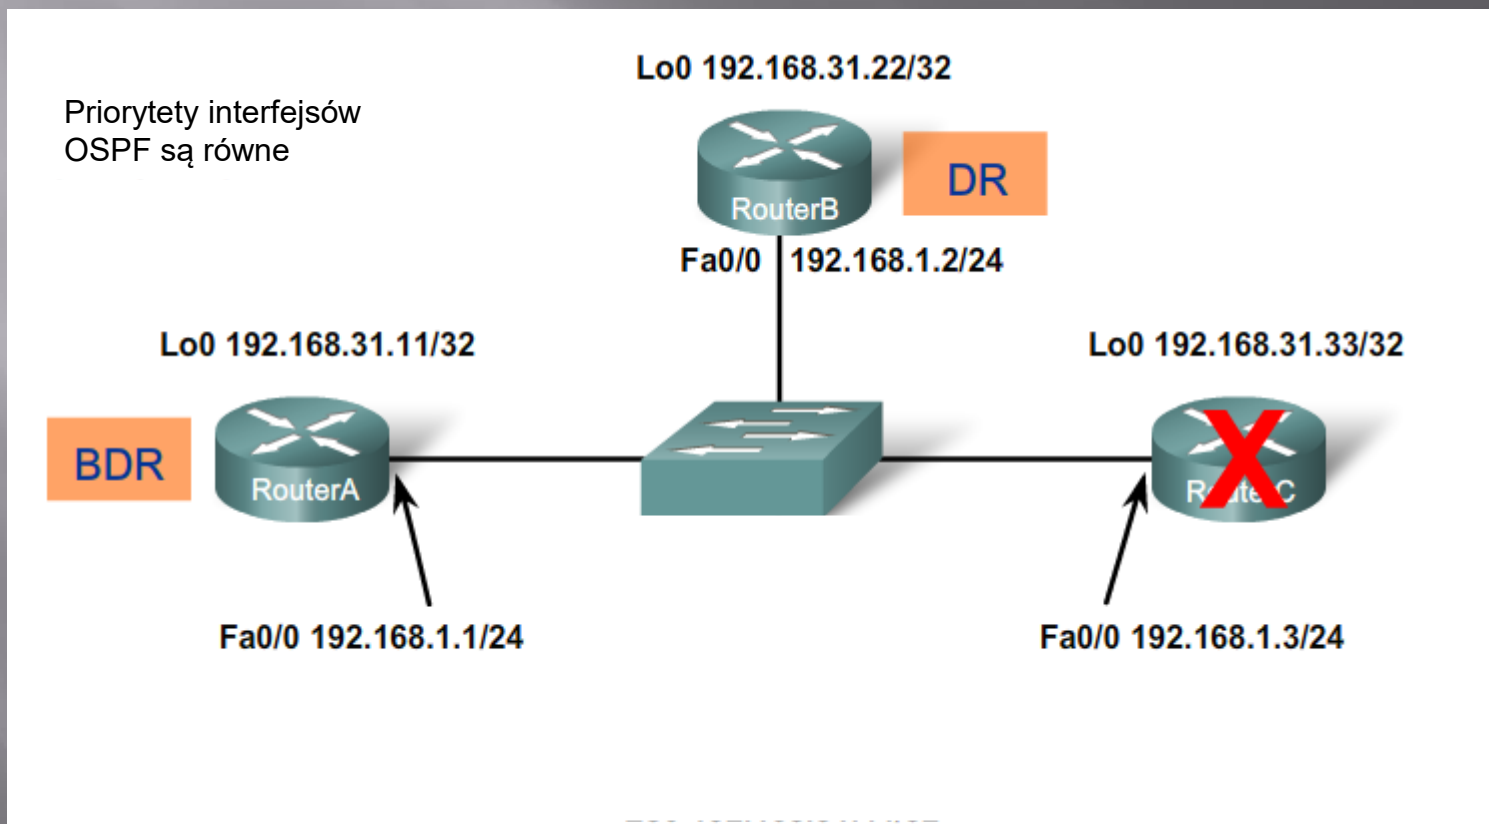 Lo0 192.168.31.22/32
Priorytety interfejsów
OSPF są równe
RouterB
DR
Fa0/0 192.168.1.2/24
Lo0 192.168.31.11/32
Lo0 192.168.31.33/32
BDR
RouterA
X
RouterC
Fa0/0 192.168.1.1/24
Fa0/0 192.168.1.3/24